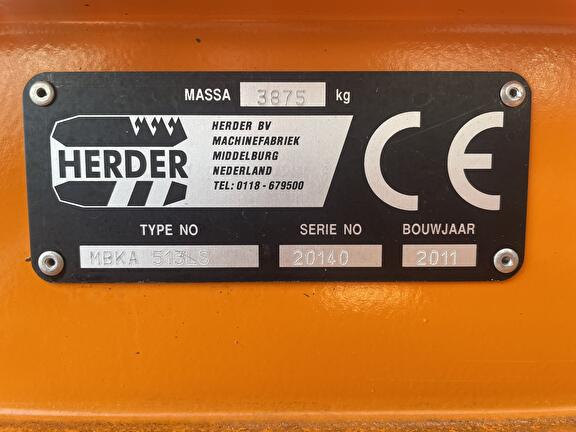 MASSA 3875 kg
HERDER
HERDER BV
MACHINEFABRIEK
MIDDELBURG
NEDERLAND
TEL: 0118 - 679500
CE
TYPE NO SERIE NO BOUWJAAR
MBKA 513LS 20140 2011